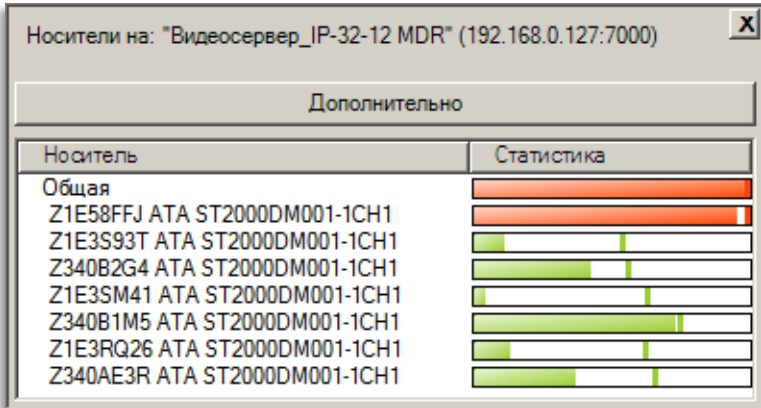 Носители на: "Видеосервер_IP-32-12 MDR" (192.168.0.127:7000) X
Дополнительно
Носитель Статистика
Общая
Z1E58FFJ ATA ST2000DM001-1CH1
Z1E3S93T ATA ST2000DM001-1CH1
Z340B2G4 ATA ST2000DM001-1CH1
Z1E3SM41 ATA ST2000DM001-1CH1
Z340B1M5 ATA ST2000DM001-1CH1
Z1E3RQ26 ATA ST2000DM001-1CH1
Z340AE3R ATA ST2000DM001-1CH1